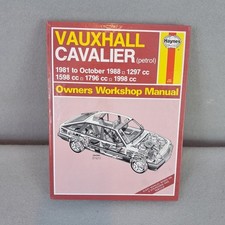 VAUXHALL
CAVALIER (petrol)
Haynes
1981 to October 1988 □ 1297 cc
1598 cc □ 1796 cc □ 1998 cc
Owners Workshop Manual